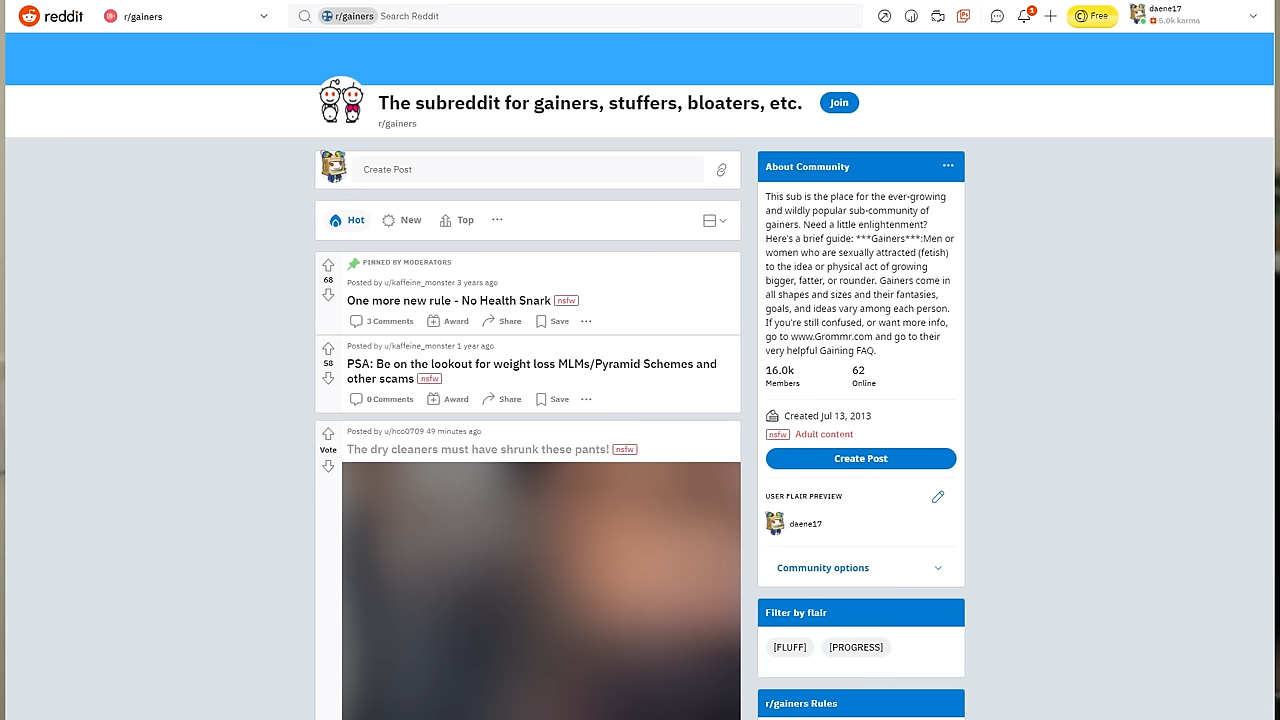 reddit
18+ r/gainers
r/gainers Search Reddit
1
Free
daene17
5.0k karma
The subreddit for gainers, stuffers, bloaters, etc.
Join
r/gainers
Create Post
Hot New Top ...
PINNED BY MODERATORS
68
Posted by u/kaffeine_monster 3 years ago
One more new rule - No Health Snark nsfw
3 Comments Award Share Save ...
58
Posted by u/kaffeine_monster 1 year ago
PSA: Be on the lookout for weight loss MLMs/Pyramid Schemes and
other scams nsfw
0 Comments Award Share Save ...
Vote
Posted by u/hco0709 49 minutes ago
The dry cleaners must have shrunk these pants! nsfw
About Community ...
This sub is the place for the ever-growing
and wildly popular sub-community of
gainers. Need a little enlightenment?
Here's a brief guide: ***Gainers***:Men or
women who are sexually attracted (fetish)
to the idea or physical act of growing
bigger, fatter, or rounder. Gainers come in
all shapes and sizes and their fantasies,
goals, and ideas vary among each person.
If you're still confused, or want more info,
go to www.Grommr.com and go to their
very helpful Gaining FAQ.
16.0k 62
Members Online
Created Jul 13, 2013
nsfw Adult content
Create Post
USER FLAIR PREVIEW
daene17
Community options
Filter by flair
[FLUFF] [PROGRESS]
r/gainers Rules